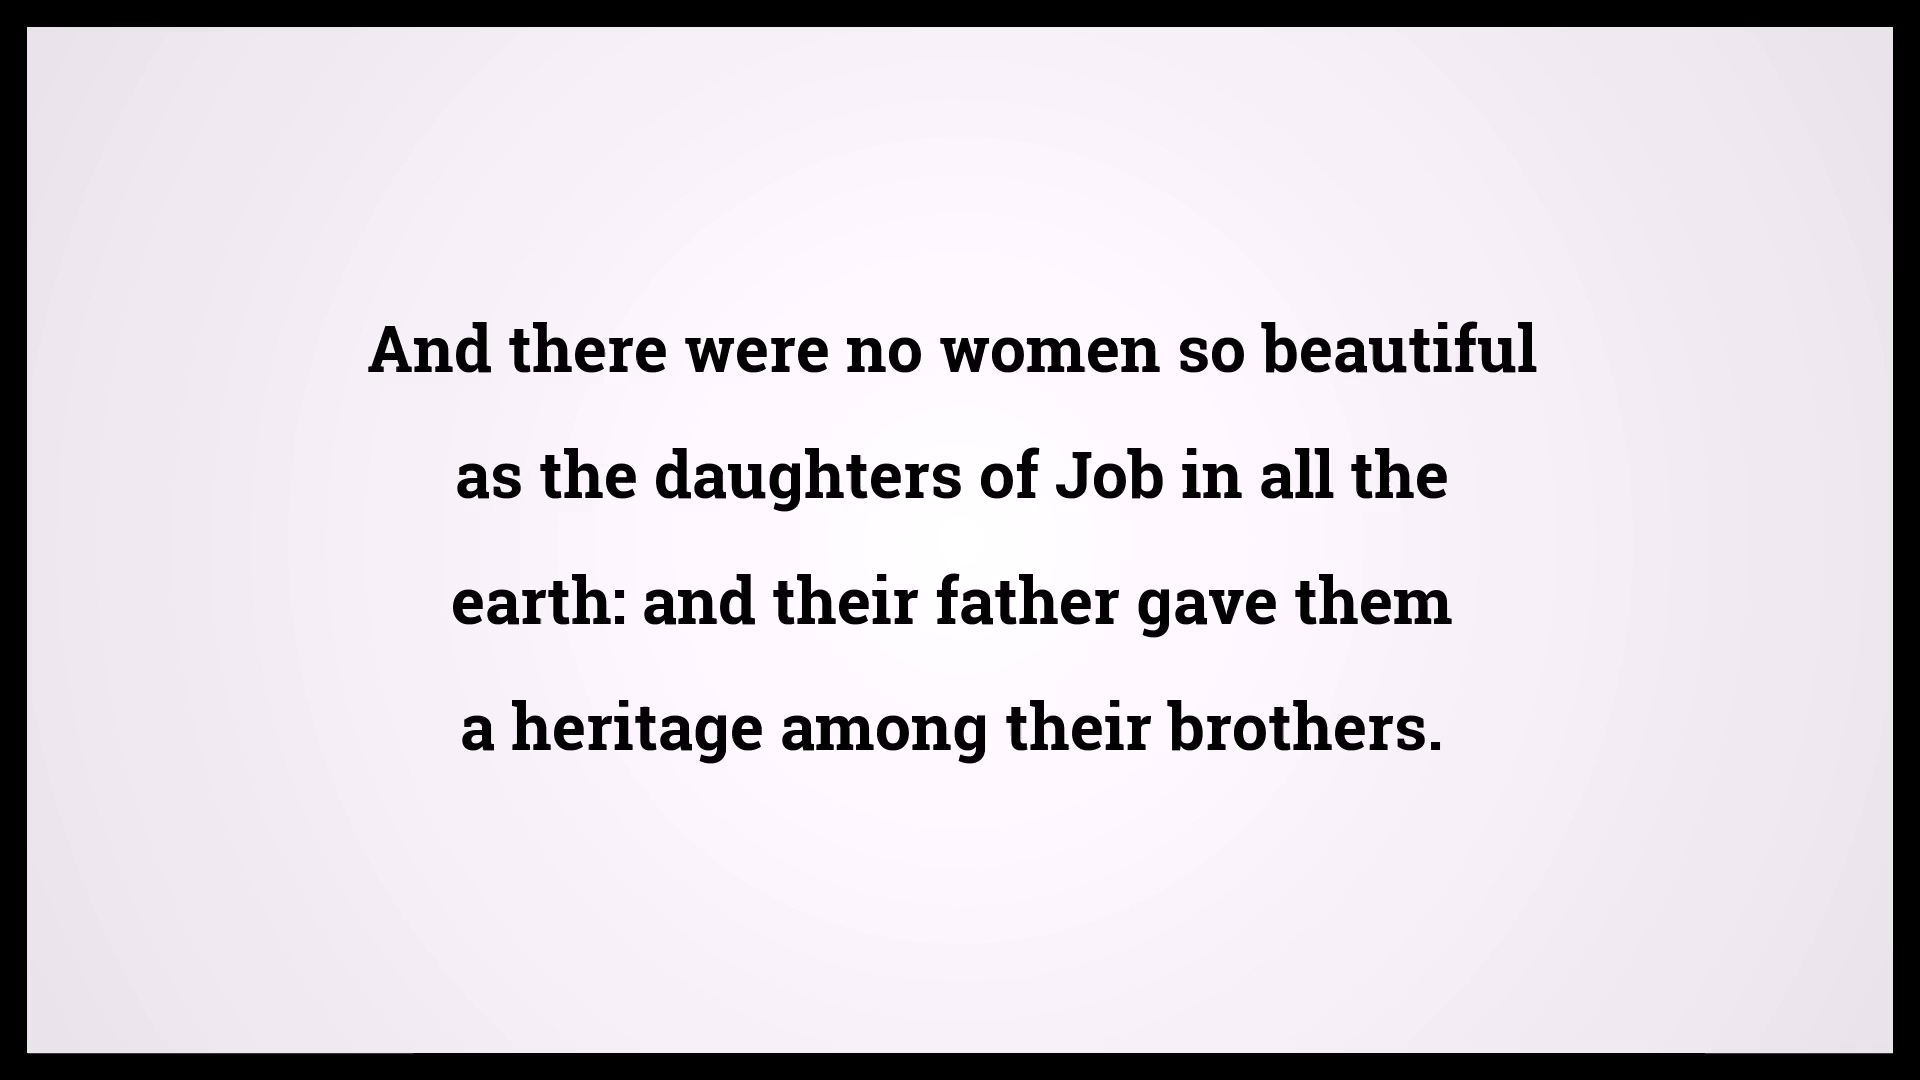 And there were no women so beautiful
as the daughters of Job in all the
earth: and their father gave them
a heritage among their brothers.